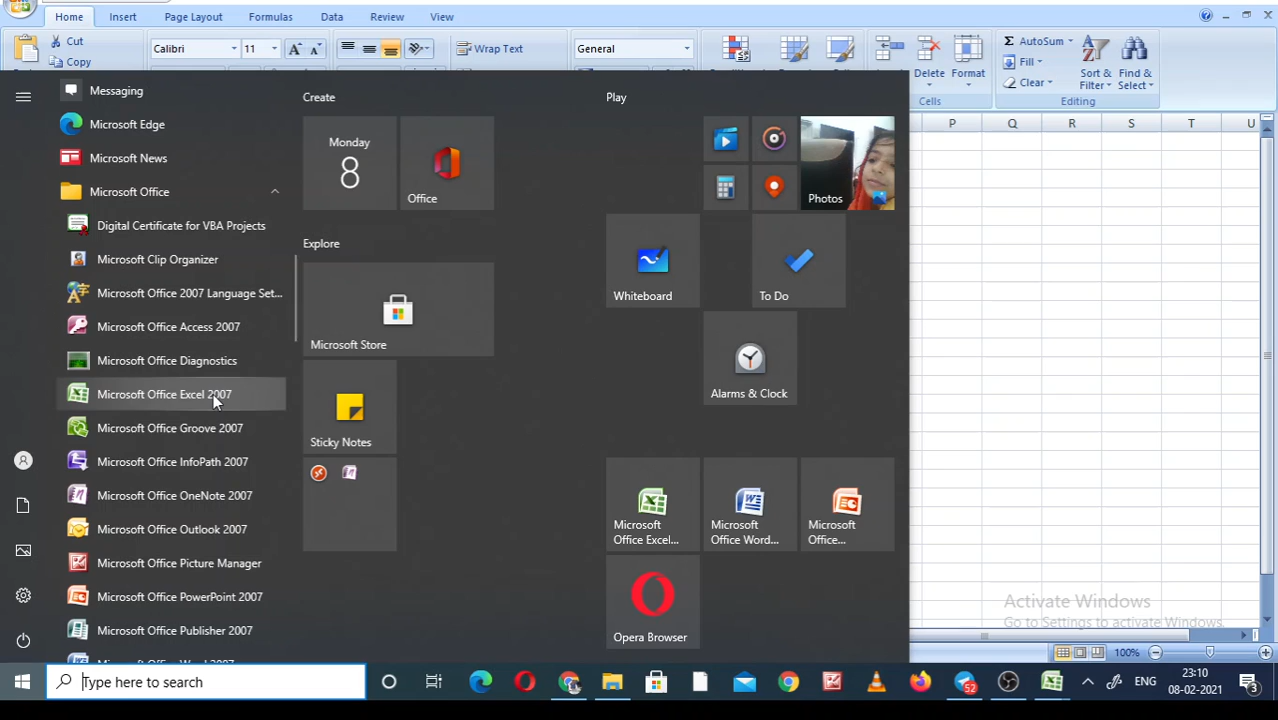 Home Insert Page Layout Formulas Data Review View
Cut
Copy
Calibri 11
Wrap Text
General
Delete Format
Cells
AutoSum
Fill
Clear
Sort & Filter
Find & Select
Editing
P Q R S T U
Messaging
Microsoft Edge
Microsoft News
Microsoft Office
Digital Certificate for VBA Projects
Microsoft Clip Organizer
Microsoft Office 2007 Language Set...
Microsoft Office Access 2007
Microsoft Office Diagnostics
Microsoft Office Excel 2007
Microsoft Office Groove 2007
Microsoft Office InfoPath 2007
Microsoft Office OneNote 2007
Microsoft Office Outlook 2007
Microsoft Office Picture Manager
Microsoft Office PowerPoint 2007
Microsoft Office Publisher 2007
Create
Monday
8
Office
Explore
Microsoft Store
Sticky Notes
Play
Photos
Whiteboard
To Do
Alarms & Clock
Microsoft
Office Excel...
Microsoft
Office Word...
Microsoft
Office...
Opera Browser
Activate Windows
Go to Settings to activate Windows.
100%
Type here to search
52
ENG
23:10
08-02-2021
3